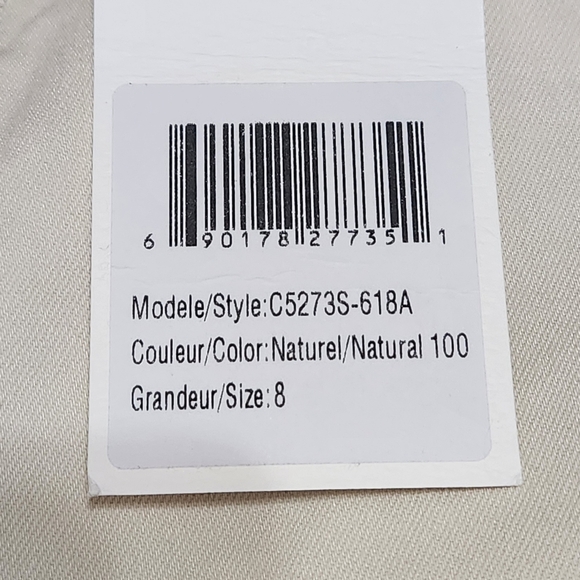 6 90178 27735 1
Modele/Style:C5273S-618A
Couleur/Color:Naturel/Natural 100
Grandeur/Size:8